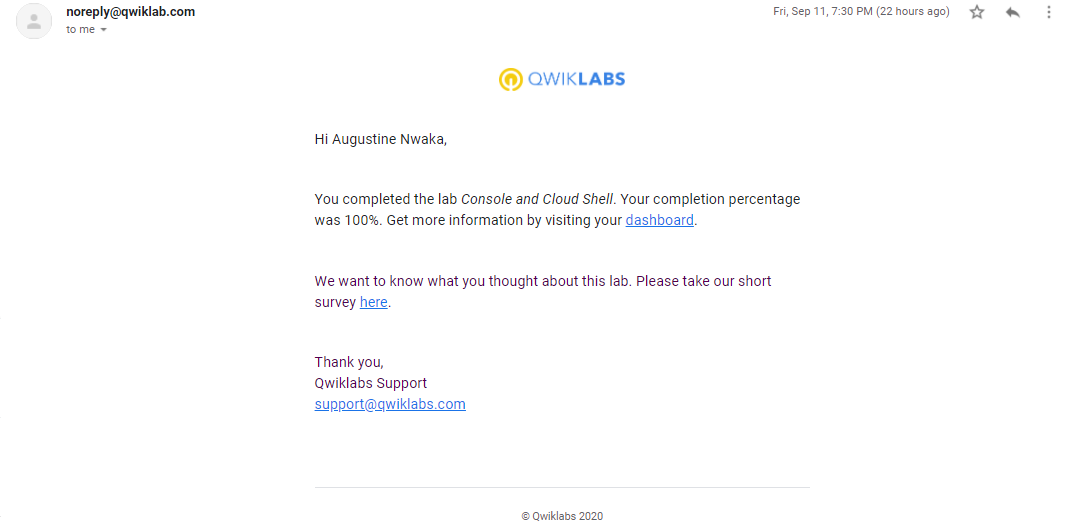 noreply@qwiklab.com
Fri, Sep 11, 7:30 PM (22 hours ago)
to me
QWIKLABS
Hi Augustine Nwaka,
You completed the lab Console and Cloud Shell. Your completion percentage
was 100%. Get more information by visiting your dashboard.
We want to know what you thought about this lab. Please take our short
survey here.
Thank you,
Qwiklabs Support
support@qwiklabs.com
© Qwiklabs 2020